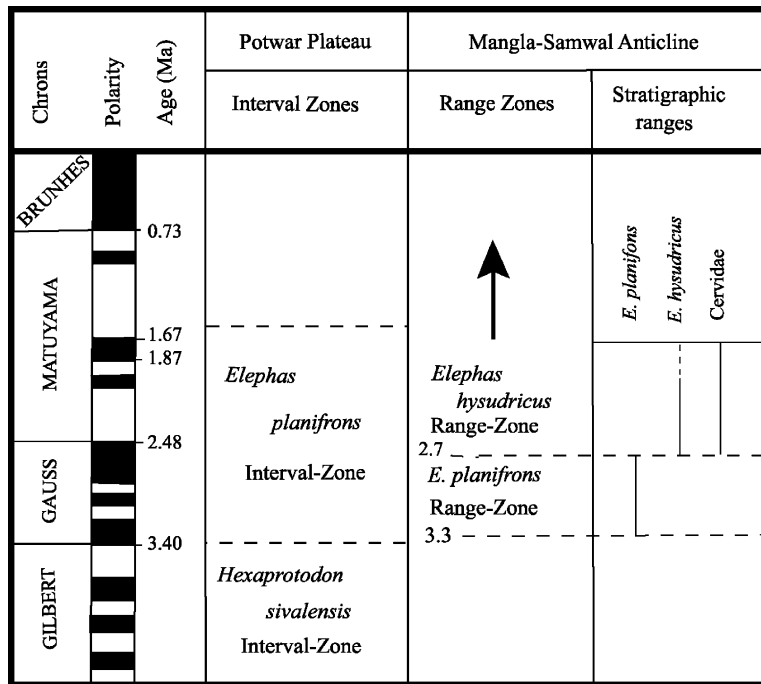 Chrons
Polarity
Age (Ma)
Potwar Plateau
Mangla-Samwal Anticline
Interval Zones
Range Zones
Stratigraphic
ranges
BRUNHES
MATUYAMA
GAUSS
GILBERT
0.73
1.67
1.87
2.48
3.40
Elephas
planifrons
Interval-Zone
Hexaprotodon
sivalensis
Interval-Zone
Elephas
hysudricus
Range-Zone
2.7
E. planifrons
Range-Zone
3.3
E. planifons
E. hysudricus
Cervidae